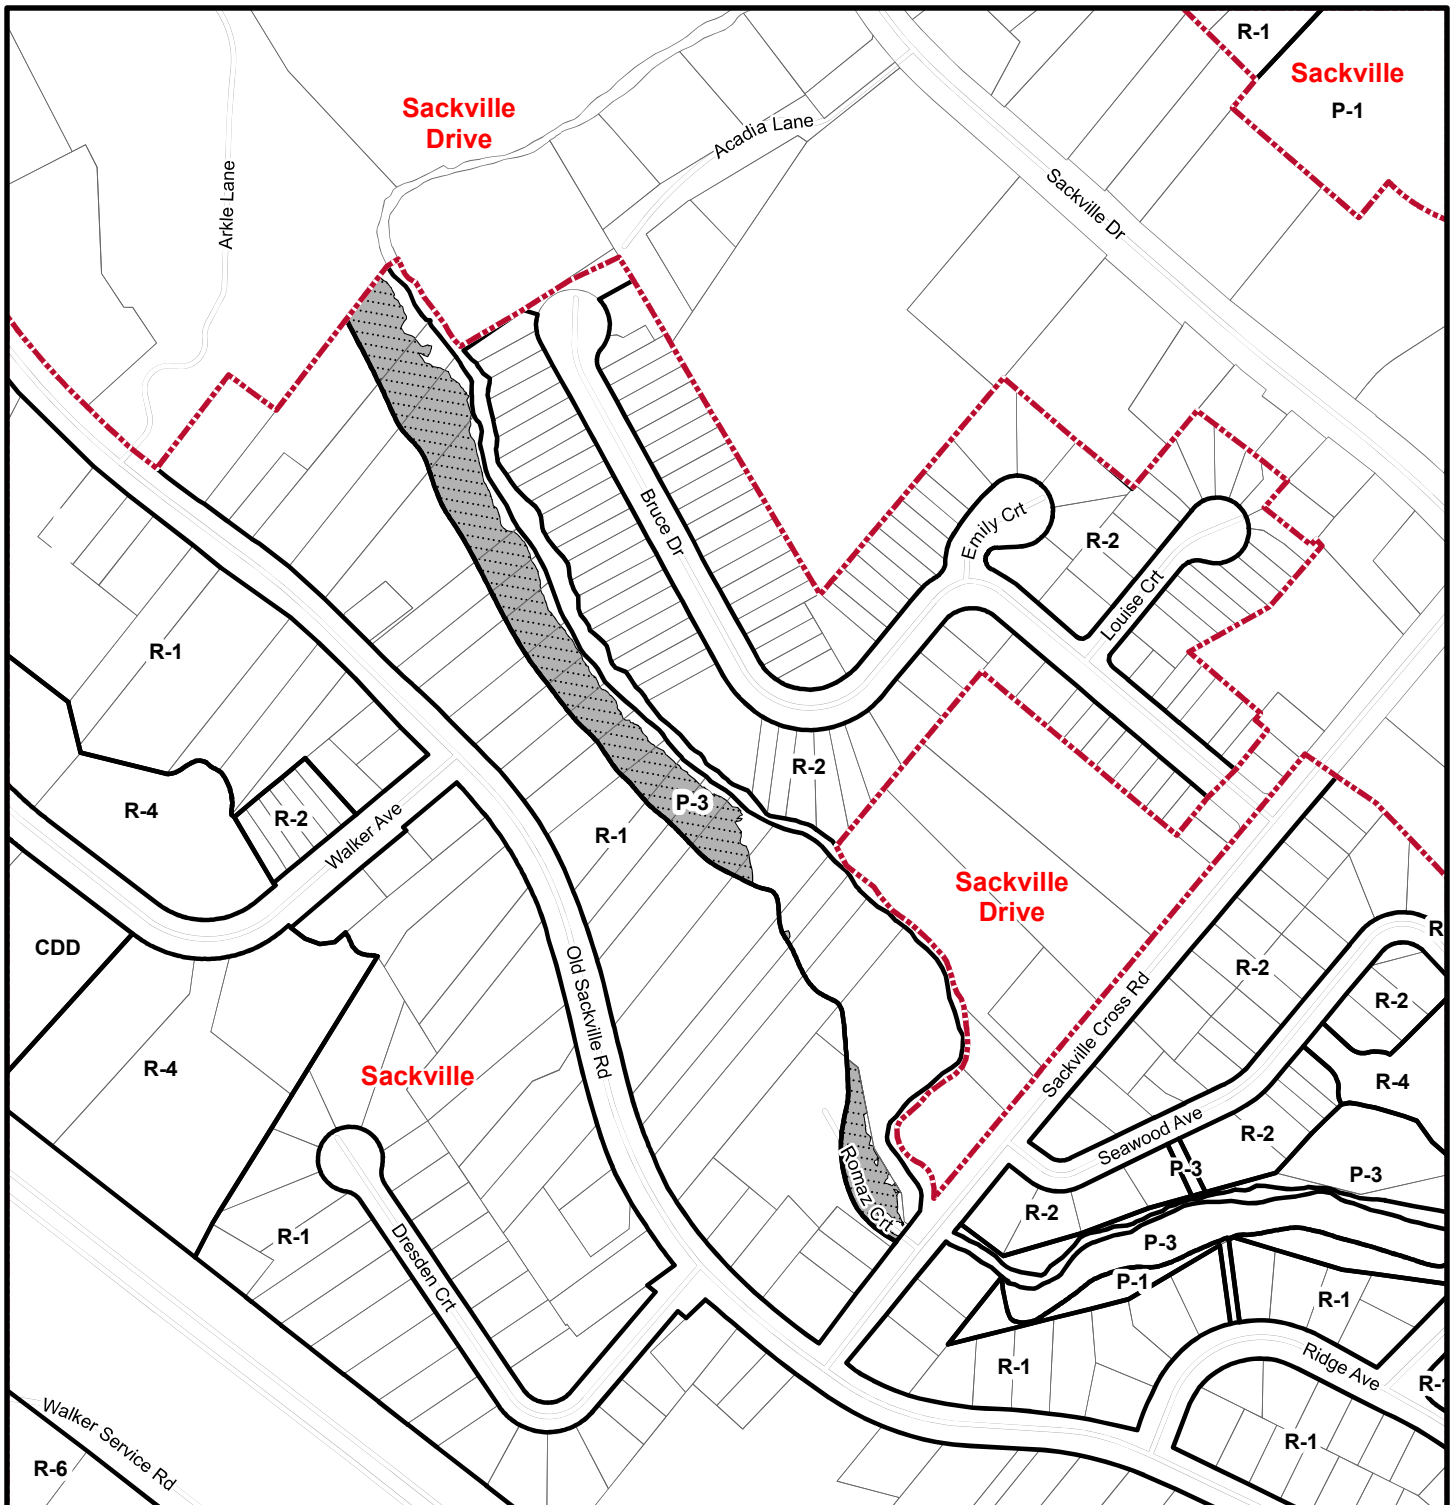 R-1
Sackville
P-1
Sackville
Drive
Acadia Lane
Arkle Lane
Sackville Dr
Bruce Dr
Emily Crt
R-2
Louise Crt
R-1
R-2
R-4
R-2
Walker Ave
P-3
R-1
Sackville
Drive
CDD
R
R-2
R-2
Old Sackville Rd
Sackville Cross Rd
R-4
Sackville
R-4
Seawood Ave
R-2
P-3
P-3
Romaz Crt
R-2
R-1
Dresden Crt
P-3
P-1
R-1
R-1
Ridge Ave
R-
Walker Service Rd
R-1
R-6